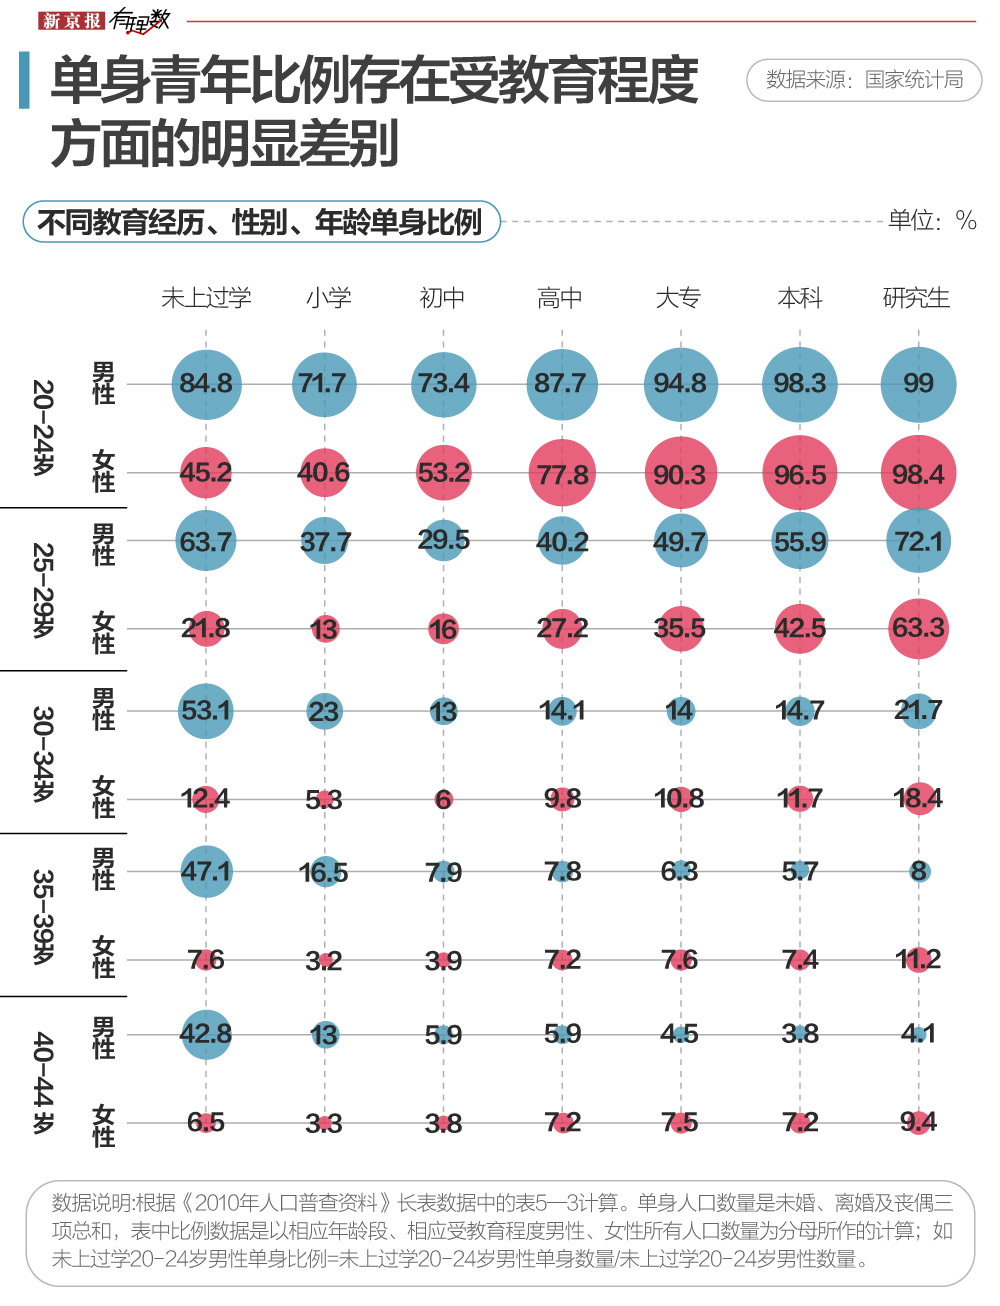 新京报 有理数
单身青年比例存在受教育程度
方面的明显差别
数据来源：国家统计局
不同教育经历、性别、年龄单身比例
单位：%
未上过学 小学 初中 高中 大专 本科 研究生
20-24岁
男性 84.8 71.7 73.4 87.7 94.8 98.3 99
女性 45.2 40.6 53.2 77.8 90.3 96.5 98.4
25-29岁
男性 63.7 37.7 29.5 40.2 49.7 55.9 72.1
女性 21.8 13 16 27.2 35.5 42.5 63.3
30-34岁
男性 53.1 23 13 14.1 14 14.7 21.7
女性 12.4 5.3 6 9.8 10.8 11.7 18.4
35-39岁
男性 47.1 16.5 7.9 7.8 6.3 5.7 8
女性 7.6 3.2 3.9 7.2 7.6 7.4 11.2
40-44岁
男性 42.8 13 5.9 5.9 4.5 3.8 4.1
女性 6.5 3.3 3.8 7.2 7.5 7.2 9.4
数据说明:根据《2010年人口普查资料》长表数据中的表5—3计算。单身人口数量是未婚、离婚及丧偶三
项总和，表中比例数据是以相应年龄段、相应受教育程度男性、女性所有人口数量为分母所作的计算；如
未上过学20-24岁男性单身比例=未上过学20-24岁男性单身数量/未上过学20-24岁男性数量。